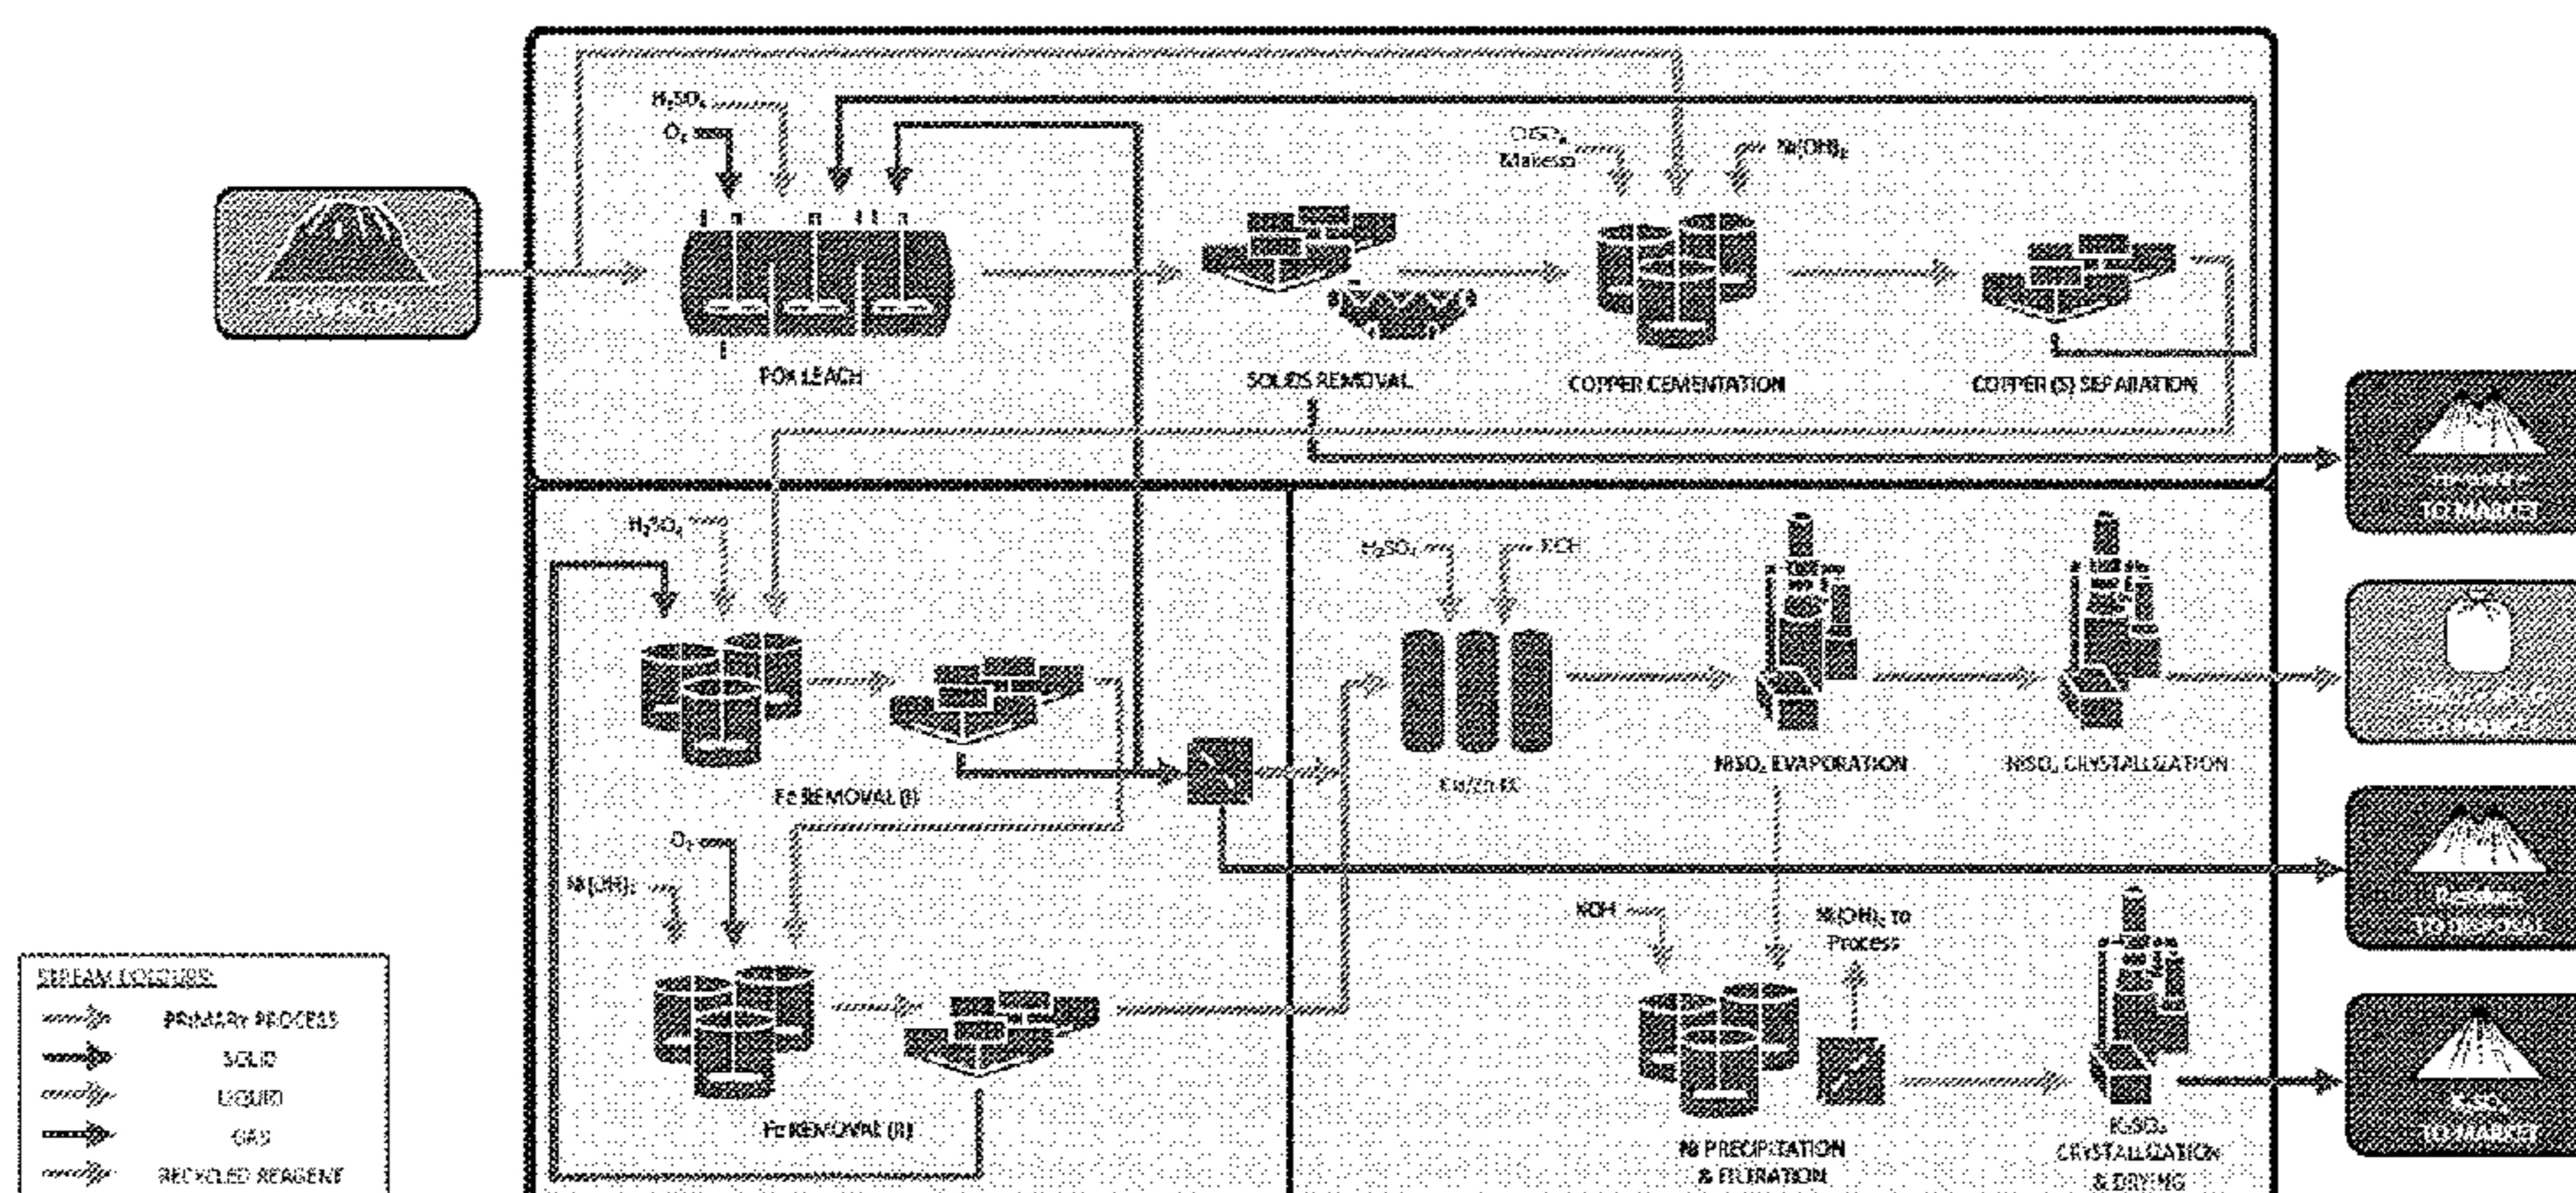 H₂SO₄
O₂
Makeup
Ni(OH)₂
POX LEACH
SOLIDS REMOVAL
COPPER CEMENTATION
COPPER (S) SEPARATION
TO MARKET
H₂SO₄
H₂SO₄
KOH
Fe REMOVAL (I)
NiSO₄ EVAPORATION
NiSO₄ CRYSTALLIZATION
O₂
Ni(OH)₂
KOH
Ni(OH)₂ TO
Process
Residues
TO DISPOSAL
STREAM COLOURS:
PRIMARY PROCESS
SOLID
LIQUID
GAS
RECYCLED REAGENT
Fe REMOVAL (II)
Ni PRECIPITATION
& FILTRATION
K₂SO₄
CRYSTALLIZATION
& DRYING
K₂SO₄
TO MARKET